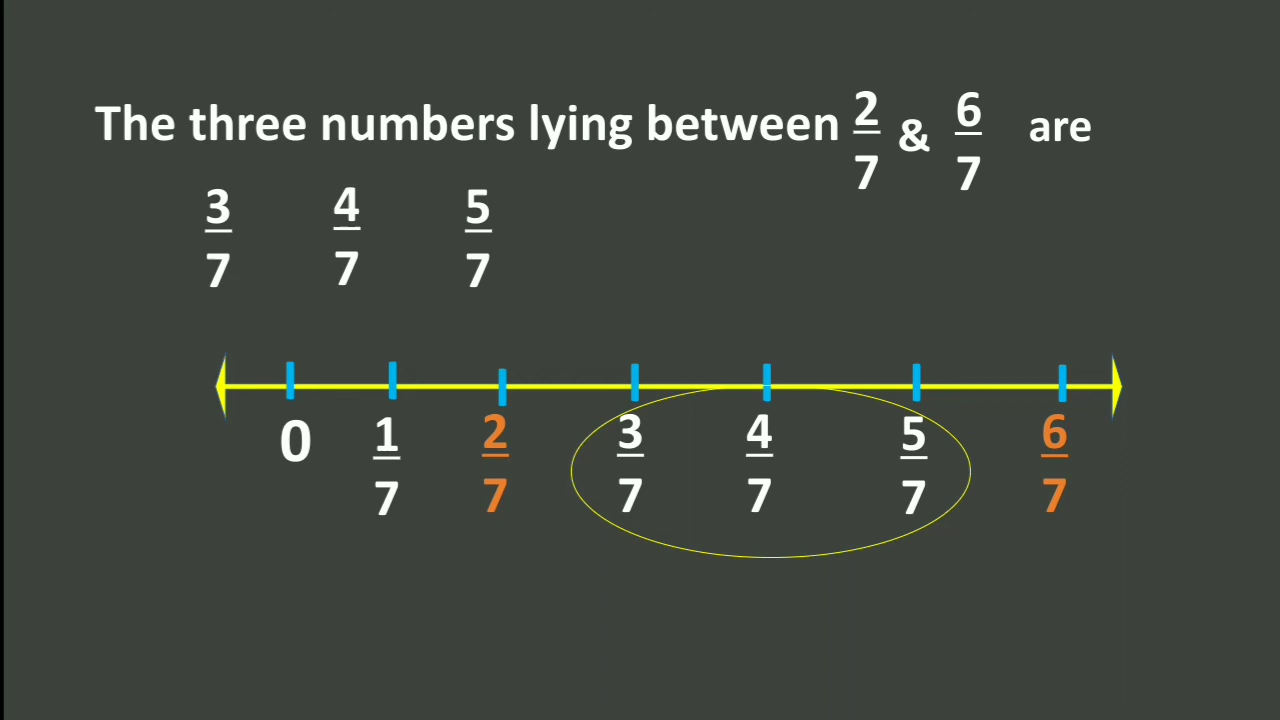 The three numbers lying between 2/7 & 6/7 are
3/7 4/7 5/7
0 1/7 2/7 3/7 4/7 5/7 6/7